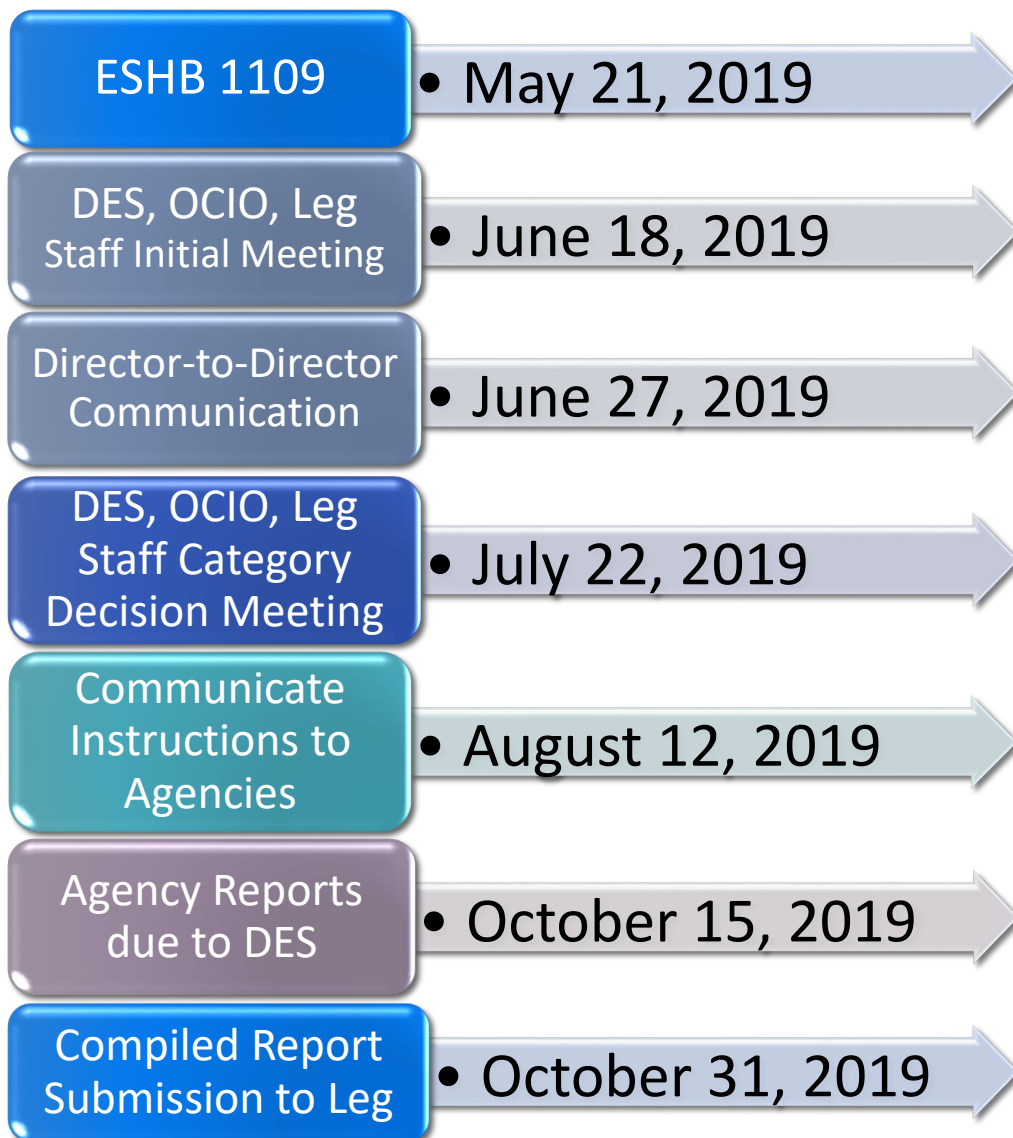 ESHB 1109
• May 21, 2019
DES, OCIO, Leg
Staff Initial Meeting
• June 18, 2019
Director-to-Director
Communication
• June 27, 2019
DES, OCIO, Leg
Staff Category
Decision Meeting
• July 22, 2019
Communicate
Instructions to
Agencies
• August 12, 2019
Agency Reports
due to DES
• October 15, 2019
Compiled Report
Submission to Leg
• October 31, 2019